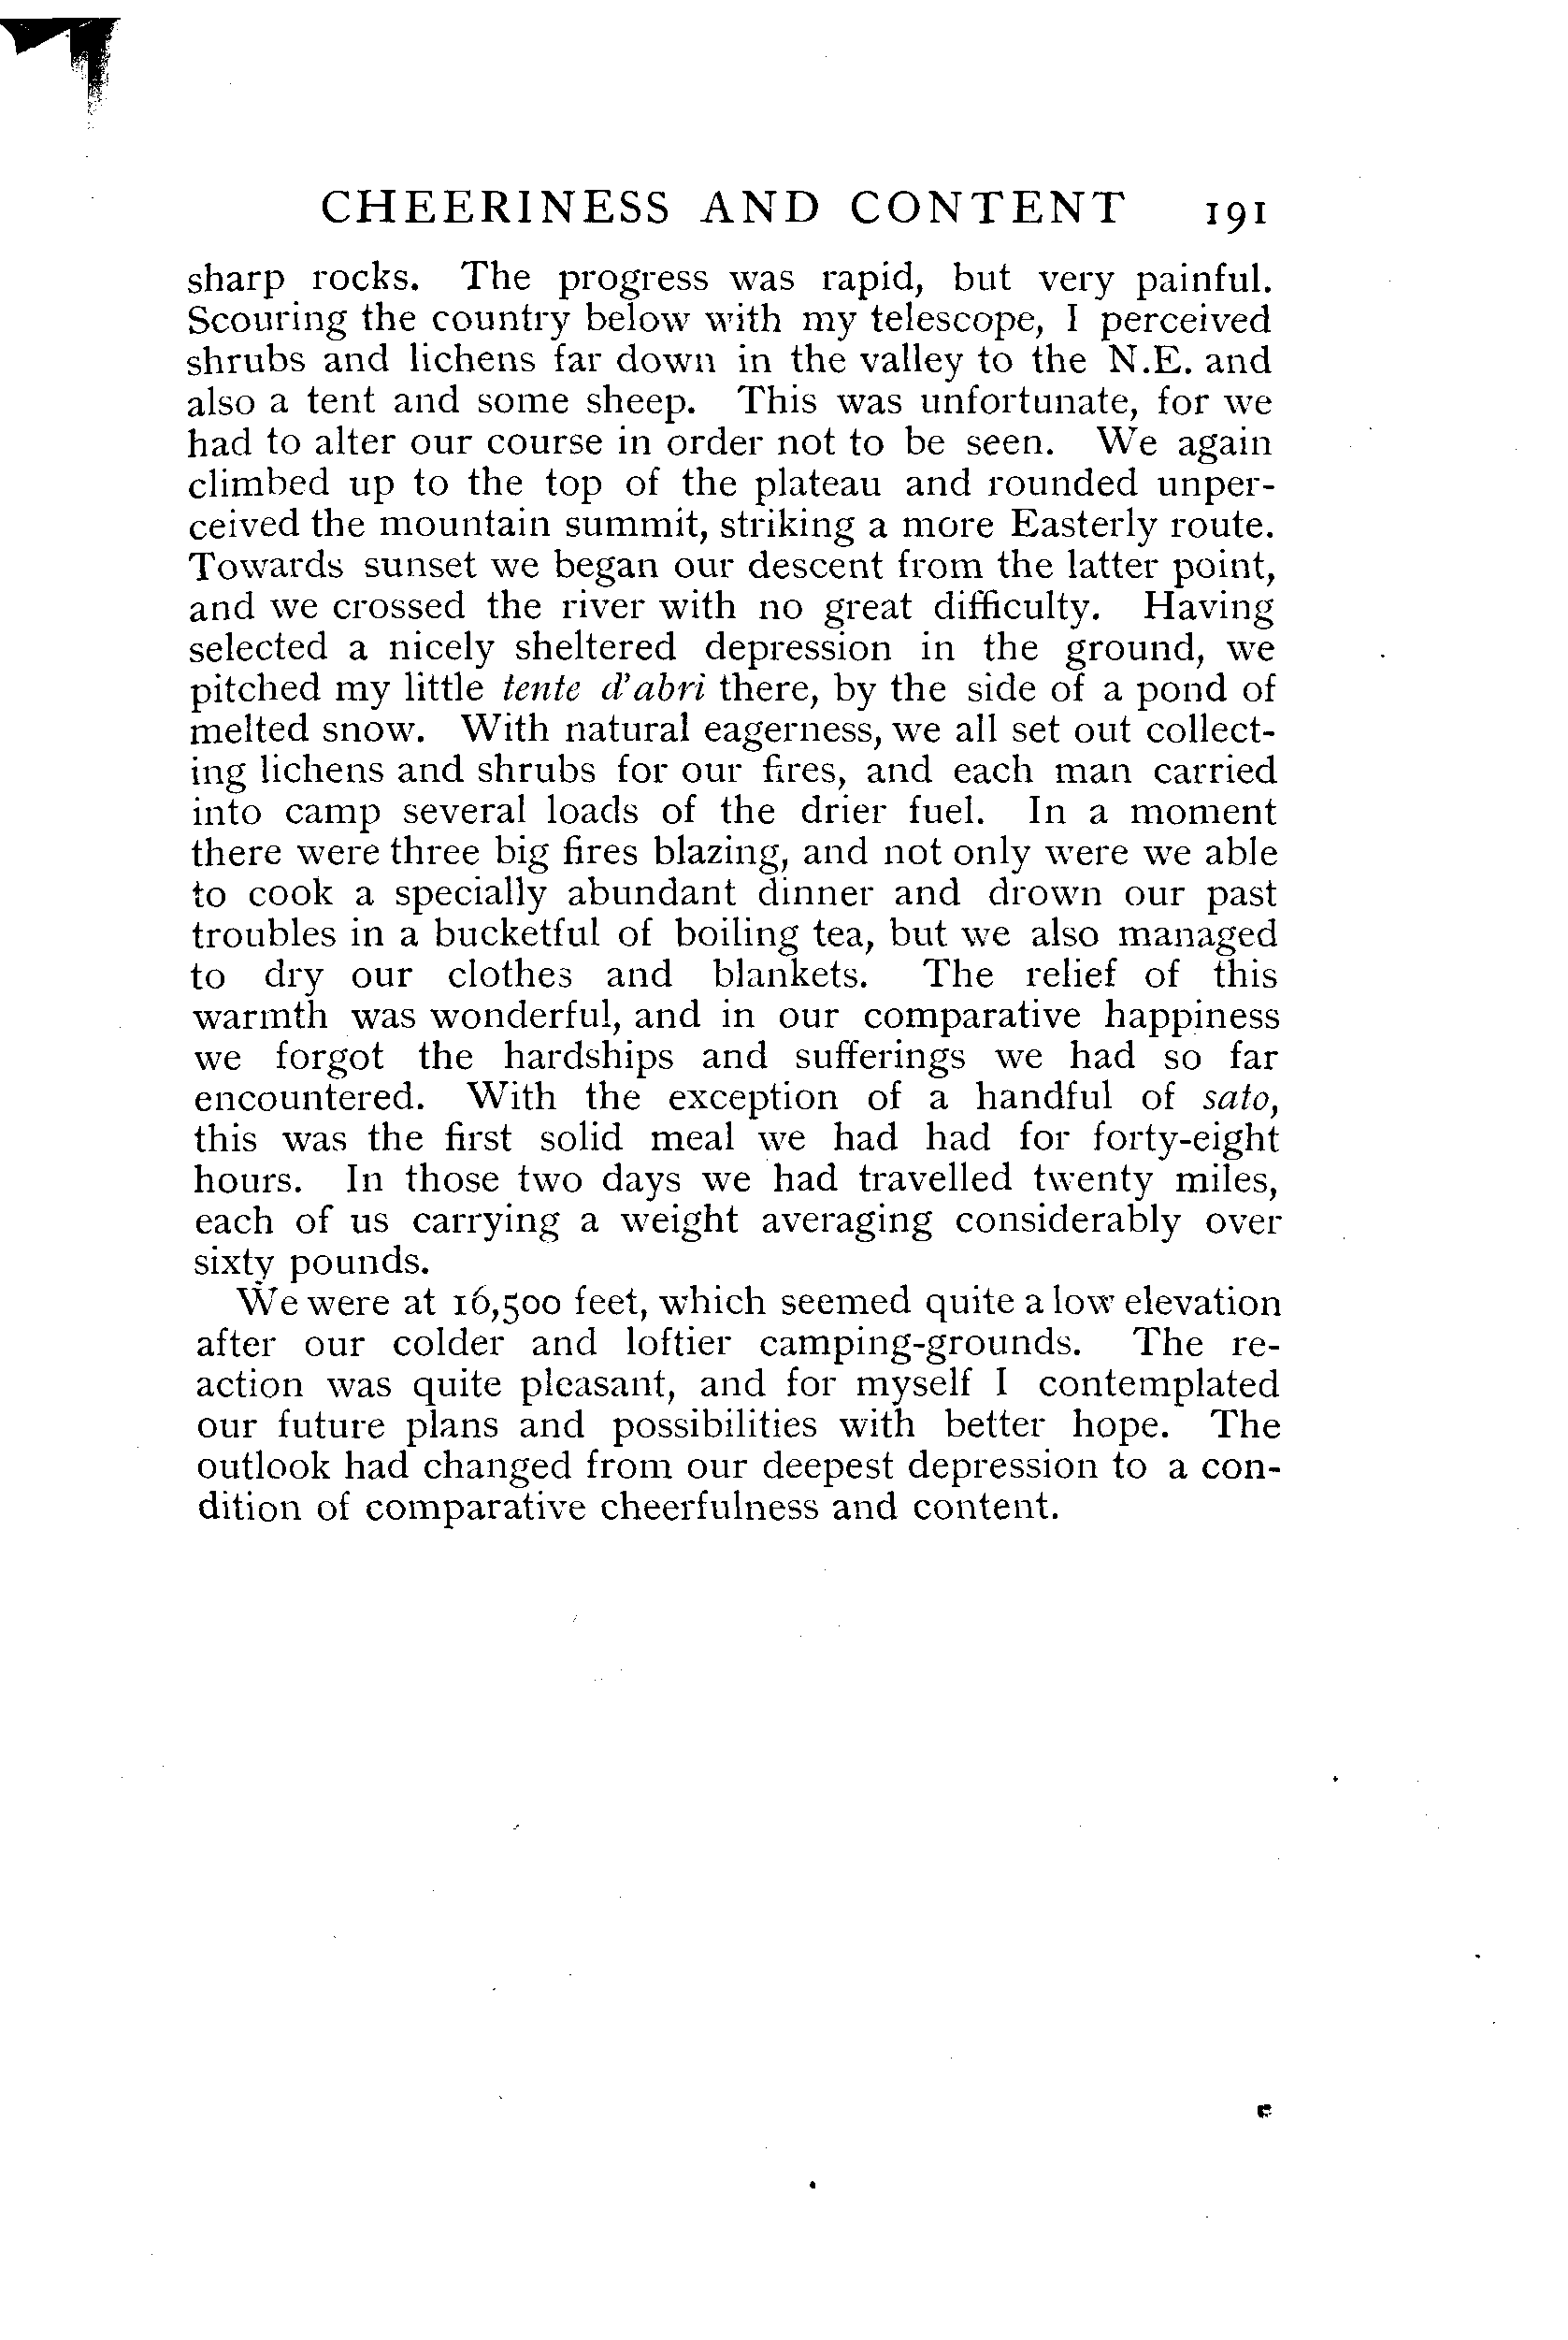 CHEERINESS AND CONTENT 191
sharp rocks. The progress was rapid, but very painful.
Scouring the country below with my telescope, I perceived
shrubs and lichens far down in the valley to the N.E. and
also a tent and some sheep. This was unfortunate, for we
had to alter our course in order not to be seen. We again
climbed up to the top of the plateau and rounded unper-
ceived the mountain summit, striking a more Easterly route.
Towards sunset we began our descent from the latter point,
and we crossed the river with no great difficulty. Having
selected a nicely sheltered depression in the ground, we
pitched my little tente d'abri there, by the side of a pond of
melted snow. With natural eagerness, we all set out collect-
ing lichens and shrubs for our fires, and each man carried
into camp several loads of the drier fuel. In a moment
there were three big fires blazing, and not only were we able
to cook a specially abundant dinner and drown our past
troubles in a bucketful of boiling tea, but we also managed
to dry our clothes and blankets. The relief of this
warmth was wonderful, and in our comparative happiness
we forgot the hardships and sufferings we had so far
encountered. With the exception of a handful of sato,
this was the first solid meal we had had for forty-eight
hours. In those two days we had travelled twenty miles,
each of us carrying a weight averaging considerably over
sixty pounds.
We were at 16,500 feet, which seemed quite a low elevation
after our colder and loftier camping-grounds. The re-
action was quite pleasant, and for myself I contemplated
our future plans and possibilities with better hope. The
outlook had changed from our deepest depression to a con-
dition of comparative cheerfulness and content.